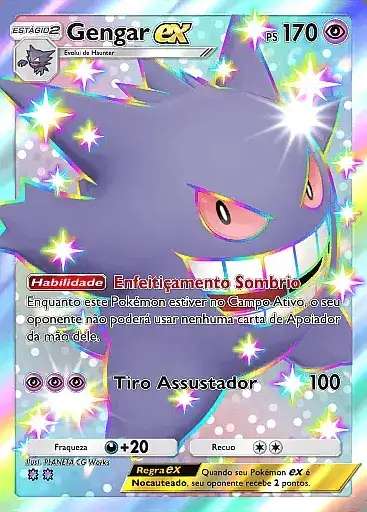 ESTÁGIO2 Gengar ex PS 170
Evolui de Haunter
Habilidade Enfeitiçamento Sombrio
Enquanto este Pokémon estiver no Campo Ativo, o seu
oponente não poderá usar nenhuma carta de Apoiador
da mão dele.
Tiro Assustador 100
Fraqueza +20 Recuo
Ilust. PLANETA CG Works
Regra ex Quando seu Pokémon ex é
Nocauteado, seu oponente recebe 2 pontos.